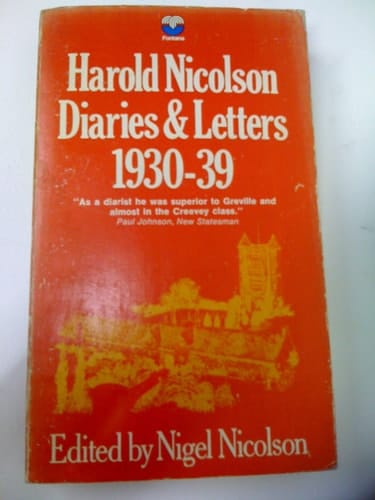 Fontana
Harold Nicolson
Diaries & Letters
1930-39
"As a diarist he was superior to Greville and
almost in the Creevey class."
Paul Johnson, New Statesman
Edited by Nigel Nicolson